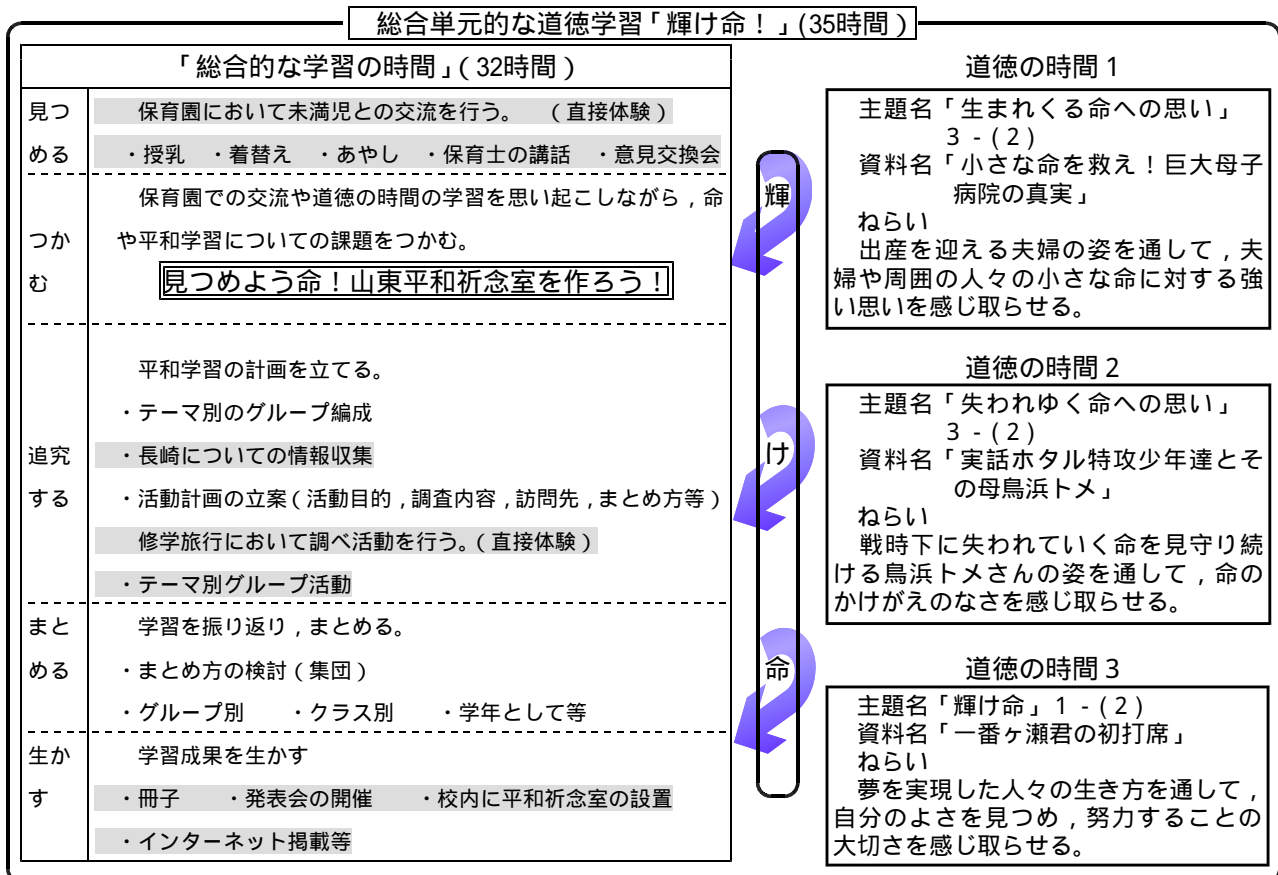 総合単元的な道徳学習「輝け命！」(35時間)
「総合的な学習の時間」(32時間)
見つ
める
保育園において未満児との交流を行う。 (直接体験)
・授乳 ・着替え ・あやし ・保育士の講話 ・意見交換会
つか
む
保育園での交流や道徳の時間の学習を思い起こしながら,命
や平和学習についての課題をつかむ。
見つめよう命！山東平和祈念室を作ろう！
追究
する
平和学習の計画を立てる。
・テーマ別のグループ編成
・長崎についての情報収集
・活動計画の立案(活動目的,調査内容,訪問先,まとめ方等)
修学旅行において調べ活動を行う。(直接体験)
・テーマ別グループ活動
まと
める
学習を振り返り,まとめる。
・まとめ方の検討(集団)
・グループ別 ・クラス別 ・学年として等
生か
す
学習成果を生かす
・冊子 ・発表会の開催 ・校内に平和祈念室の設置
・インターネット掲載等
輝
け
命
道徳の時間1
主題名「生まれくる命への思い」
3-(2)
資料名「小さな命を救え！巨大母子
病院の真実」
ねらい
出産を迎える夫婦の姿を通して,夫
婦や周囲の人々の小さな命に対する強
い思いを感じ取らせる。
道徳の時間2
主題名「失われゆく命への思い」
3-(2)
資料名「実話ホタル特攻少年達とそ
の母鳥浜トメ」
ねらい
戦時下に失われていく命を見守り続
ける鳥浜トメさんの姿を通して,命の
かけがえのなさを感じ取らせる。
道徳の時間3
主題名「輝け命」1-(2)
資料名「一番ヶ瀬君の初打席」
ねらい
夢を実現した人々の生き方を通して,
自分のよさを見つめ,努力することの
大切さを感じ取らせる。